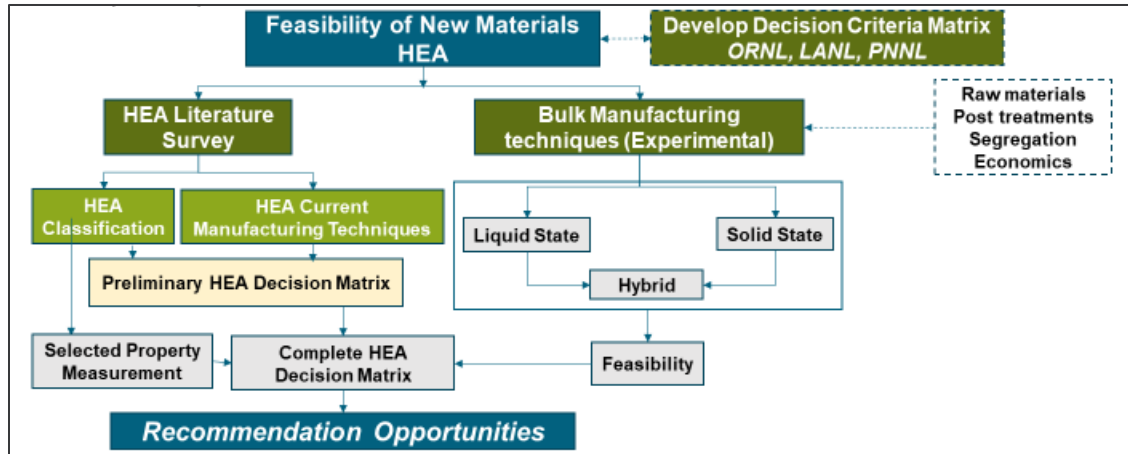 Feasibility of New Materials
HEA
Develop Decision Criteria Matrix
ORNL, LANL, PNNL
HEA Literature
Survey
Bulk Manufacturing
techniques (Experimental)
Raw materials
Post treatments
Segregation
Economics
HEA
Classification
HEA Current
Manufacturing Techniques
Liquid State
Solid State
Preliminary HEA Decision Matrix
Hybrid
Selected Property
Measurement
Complete HEA
Decision Matrix
Feasibility
Recommendation Opportunities